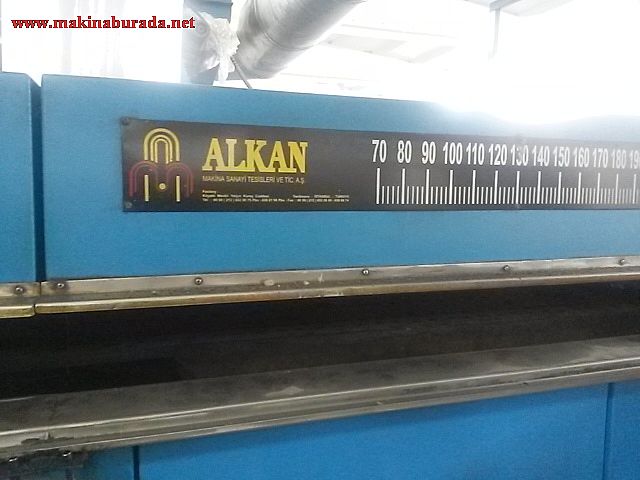 www.makinaburada.net
ALKAN
MAKİNA SANAYİ TESİSLERİ VE TİC. A.Ş.
70 80 90 100 110 120 130 140 150 160 170 180 190